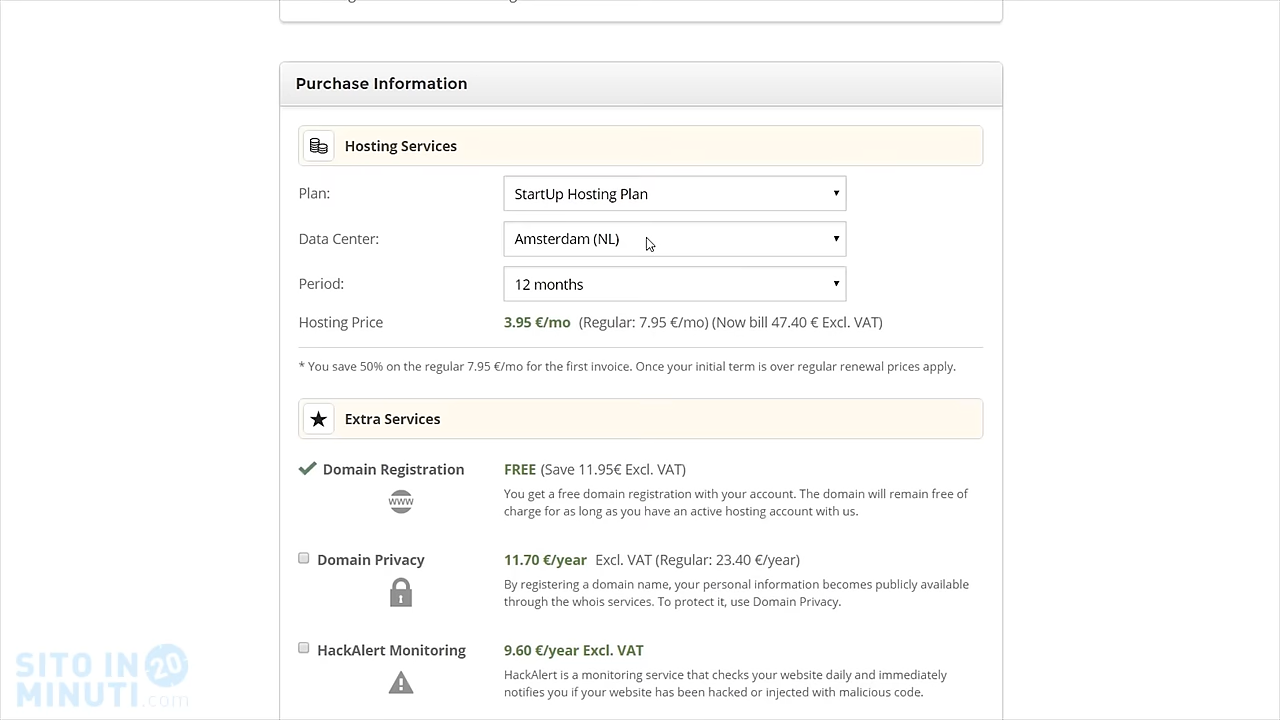 Purchase Information
Hosting Services
Plan:
StartUp Hosting Plan
Data Center:
Amsterdam (NL)
Period:
12 months
Hosting Price
3.95 €/mo (Regular: 7.95 €/mo) (Now bill 47.40 € Excl. VAT)
* You save 50% on the regular 7.95 €/mo for the first invoice. Once your initial term is over regular renewal prices apply.
Extra Services
Domain Registration
FREE (Save 11.95€ Excl. VAT)
www
You get a free domain registration with your account. The domain will remain free of
charge for as long as you have an active hosting account with us.
Domain Privacy
11.70 €/year Excl. VAT (Regular: 23.40 €/year)
By registering a domain name, your personal information becomes publicly available
through the whois services. To protect it, use Domain Privacy.
HackAlert Monitoring
9.60 €/year Excl. VAT
HackAlert is a monitoring service that checks your website daily and immediately
notifies you if your website has been hacked or injected with malicious code.
SITO IN 20
MINUTI.com